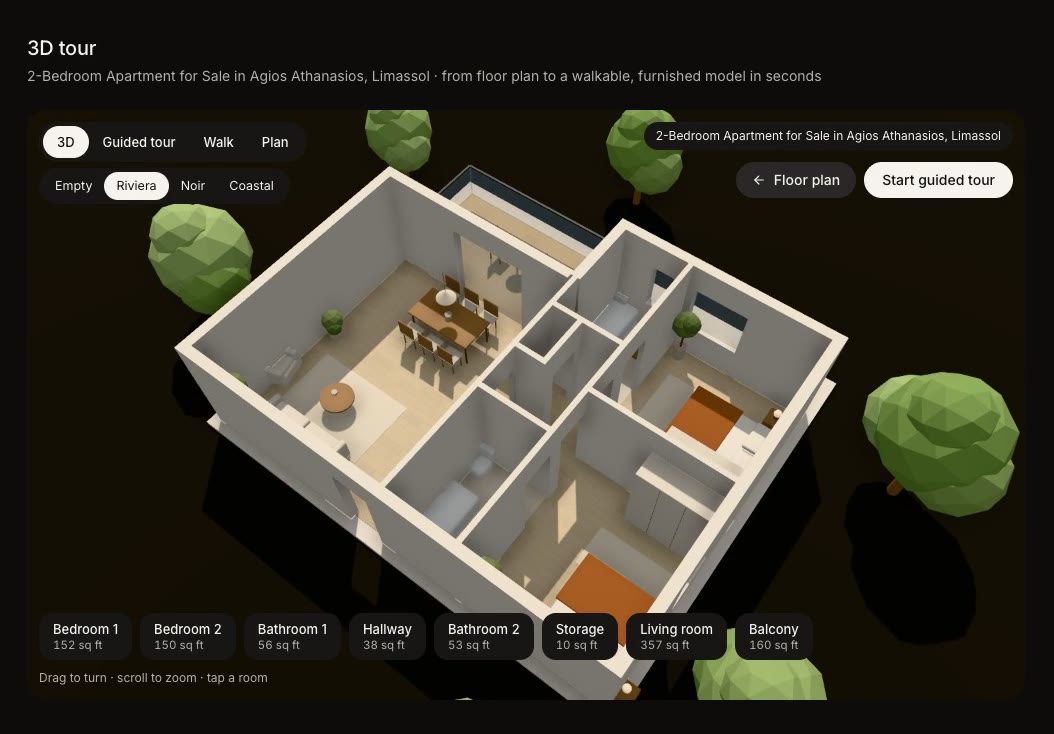 3D tour
2-Bedroom Apartment for Sale in Agios Athanasios, Limassol · from floor plan to a walkable, furnished model in seconds
3D Guided tour Walk Plan
2-Bedroom Apartment for Sale in Agios Athanasios, Limassol
Empty Riviera Noir Coastal
← Floor plan Start guided tour
Bedroom 1 Bedroom 2 Bathroom 1 Hallway Bathroom 2 Storage Living room Balcony
152 sq ft 150 sq ft 56 sq ft 38 sq ft 53 sq ft 10 sq ft 357 sq ft 160 sq ft
Drag to turn · scroll to zoom · tap a room